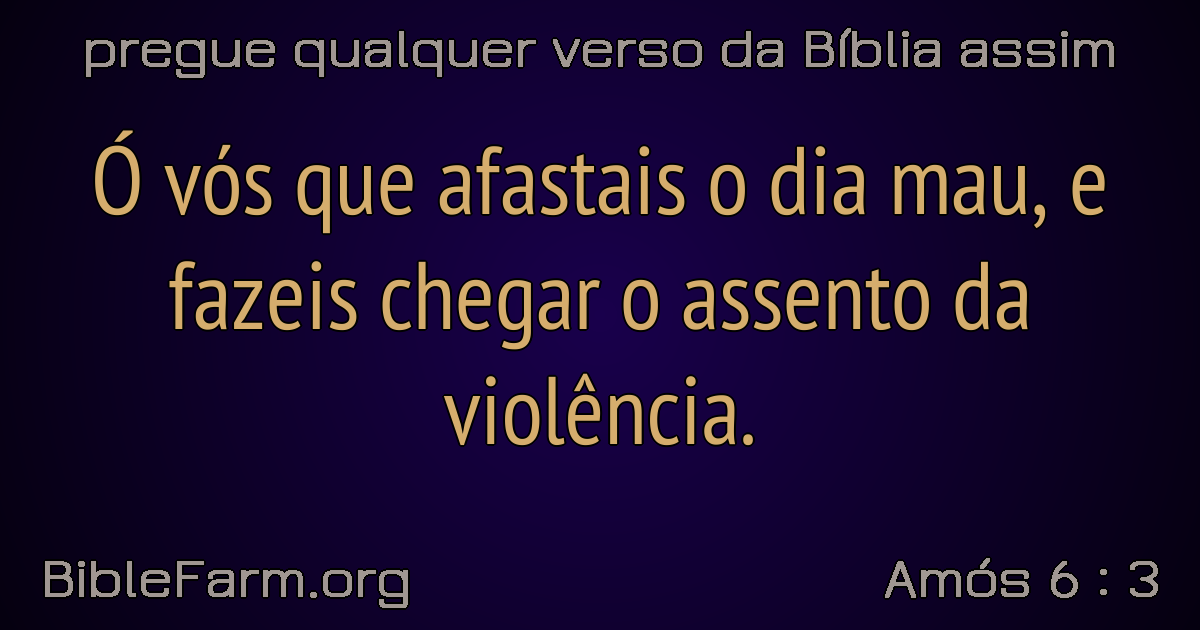 pregue qualquer verso da Bíblia assim
Ó vós que afastais o dia mau, e
fazeis chegar o assento da
violência.
BibleFarm.org
Amós 6 : 3